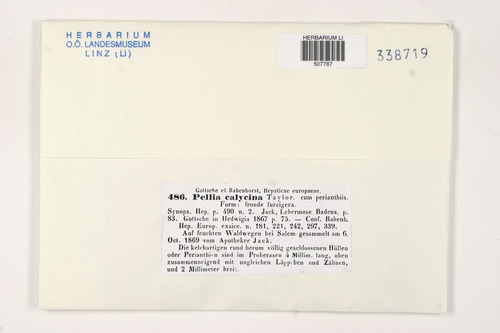 HERBARIUM
O.Ö. LANDESMUSEUM
LINZ (LI)
HERBARIUM LI
507787
338719
Gottsche et Rabenhorst, Hepaticae europaeae.
486. Pellia calycina Taylor. cum perianthiis.
Form: fronde furcigera.
Synops. Hep. p. 490 n. 2. Jack, Lebermose Badens. p.
83. Gottsche in Hedwigia 1867 p. 75. — Conf. Rabenh.
Hep. Europ. exsicc. n. 181, 221, 242, 297, 339.
Auf feuchten Waldwegen bei Salem gesammelt am 6.
Oct. 1869 vom Apotheker Jack.
Die kelchartigen rund herum völlig geschlossenen Hüllen
oder Perianthien sind im Proberasen 4 Millim. lang, oben
zusammenneigend mit ungleichen Läppchen und Zähnen,
und 2 Millimeter breit.